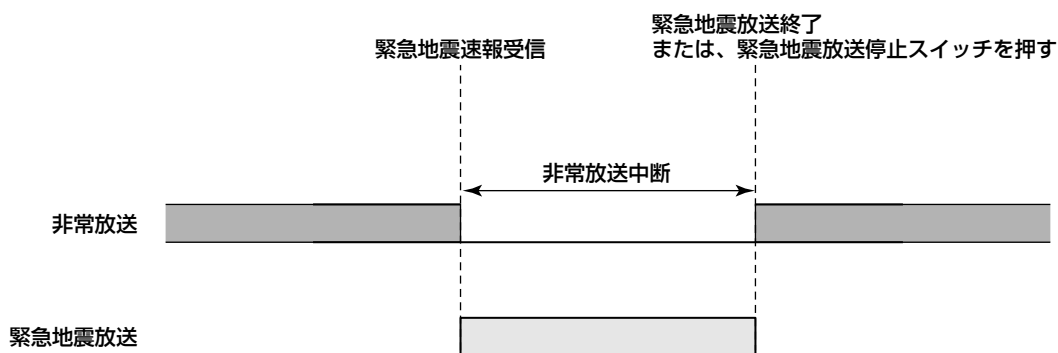 緊急地震速報受信
緊急地震放送終了
または、緊急地震放送停止スイッチを押す
非常放送中断
非常放送
緊急地震放送